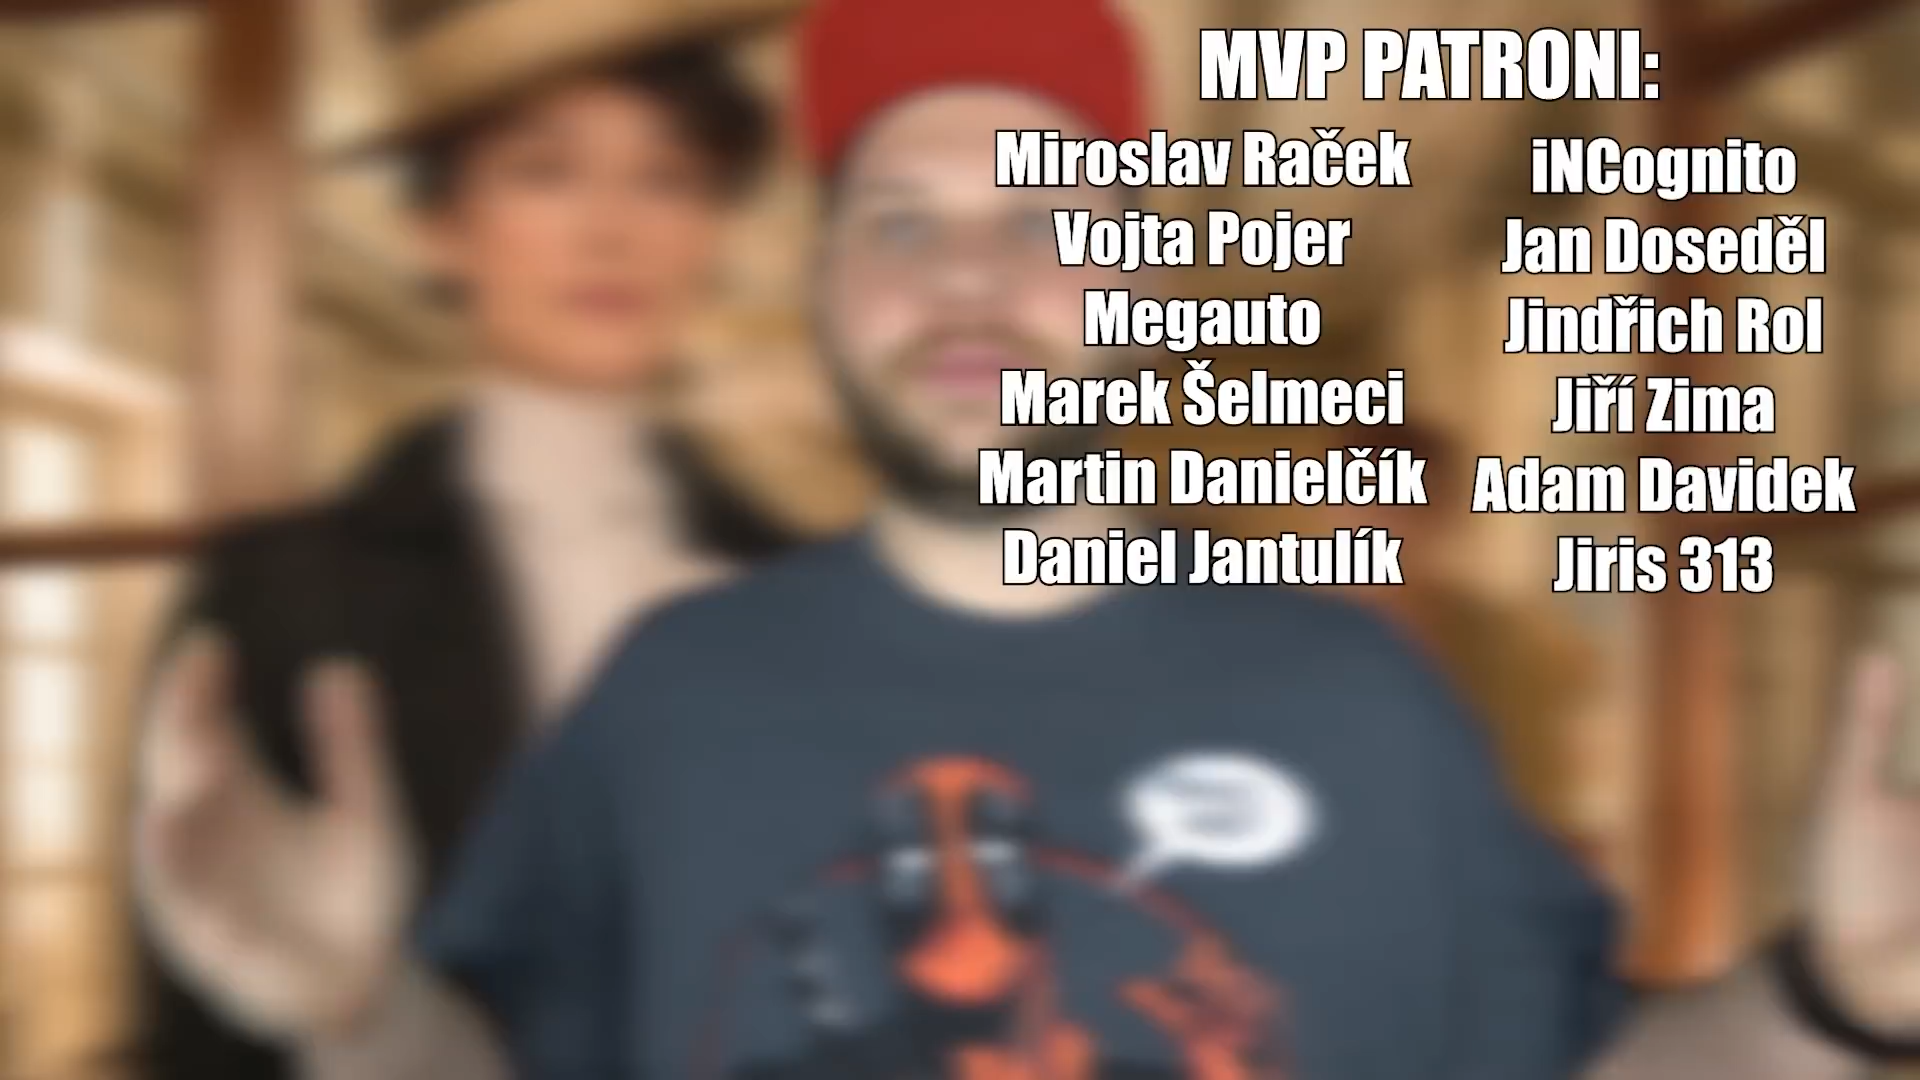 MVP PATRONI:
Miroslav Raček
Vojta Pojer
Megauto
Marek Šelmeci
Martin Danielčík
Daniel Jantulík
iNCognito
Jan Doseděl
Jindřich Rol
Jiří Zima
Adam Davidek
Jiris 313